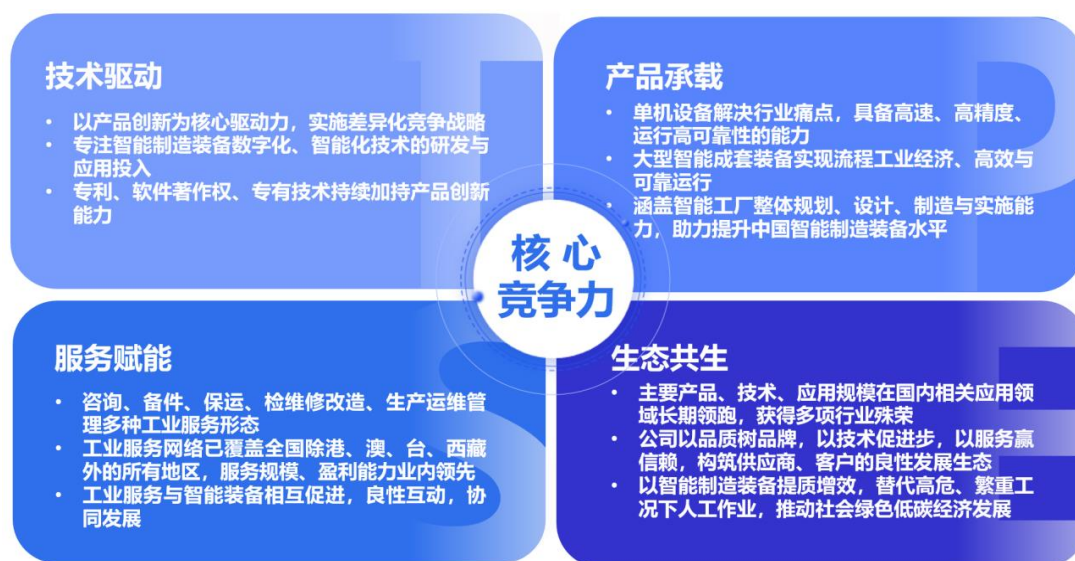 技术驱动
• 以产品创新为核心驱动力，实施差异化竞争战略
• 专注智能制造装备数字化、智能化技术的研发与
应用投入
• 专利、软件著作权、专有技术持续加持产品创新
能力
T
产品承载
• 单机设备解决行业痛点，具备高速、高精度、
运行高可靠性的能力
• 大型智能成套装备实现流程工业经济、高效与
可靠运行
• 涵盖智能工厂整体规划、设计、制造与实施能
力，助力提升中国智能制造装备水平
P
核心
竞争力
服务赋能
• 咨询、备件、保运、检维修改造、生产运维管
理多种工业服务形态
• 工业服务网络已覆盖全国除港、澳、台、西藏
外的所有地区，服务规模、盈利能力业内领先
• 工业服务与智能装备相互促进，良性互动，协
同发展
S
生态共生
• 主要产品、技术、应用规模在国内相关应用领
域长期领跑，获得多项行业殊荣
• 公司以品质树品牌，以技术促进步，以服务赢
信赖，构筑供应商、客户的良性发展生态
• 以智能制造装备提质增效，替代高危、繁重工
况下人工作业，推动社会绿色低碳经济发展
E